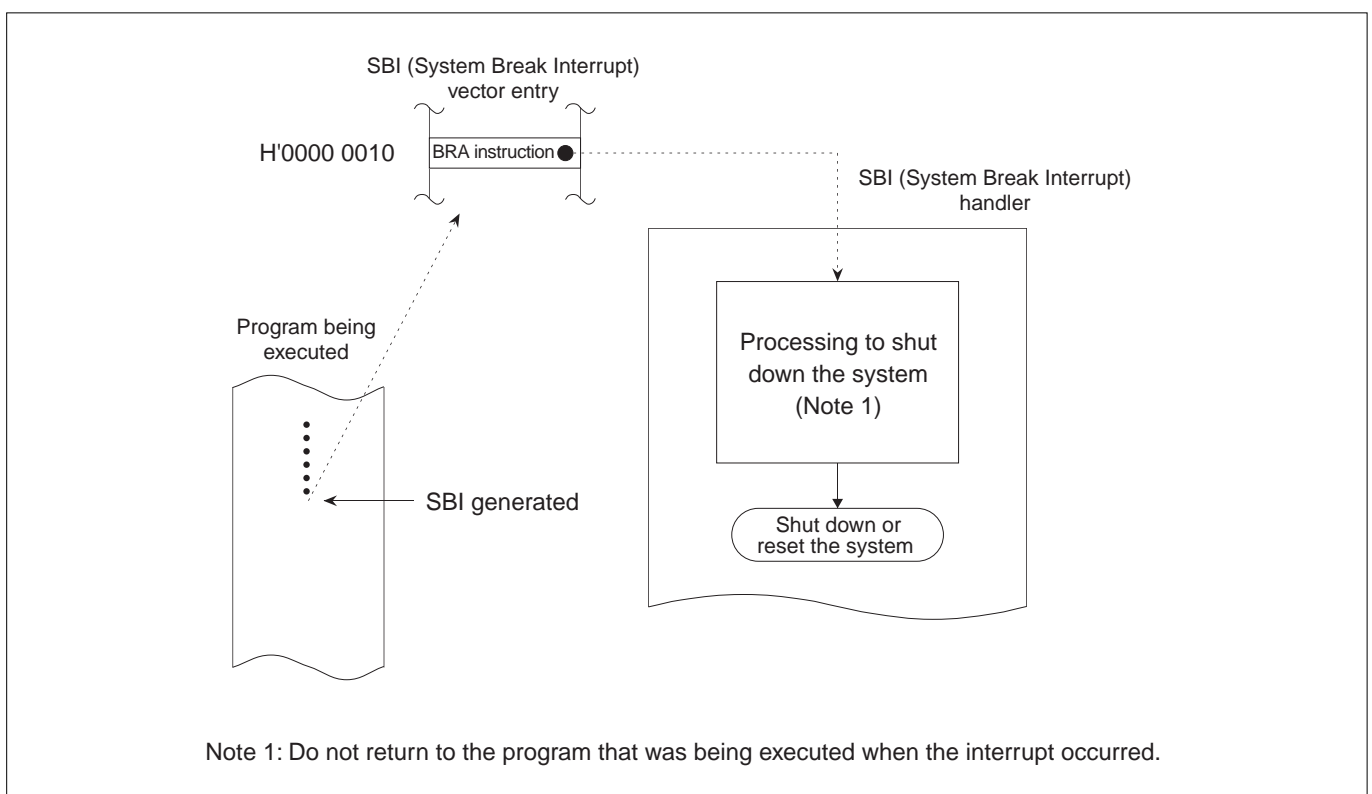 SBI (System Break Interrupt)
vector entry
H'0000 0010
BRA instruction
SBI (System Break Interrupt)
handler
Program being
executed
Processing to shut
down the system
(Note 1)
SBI generated
Shut down or
reset the system
Note 1: Do not return to the program that was being executed when the interrupt occurred.